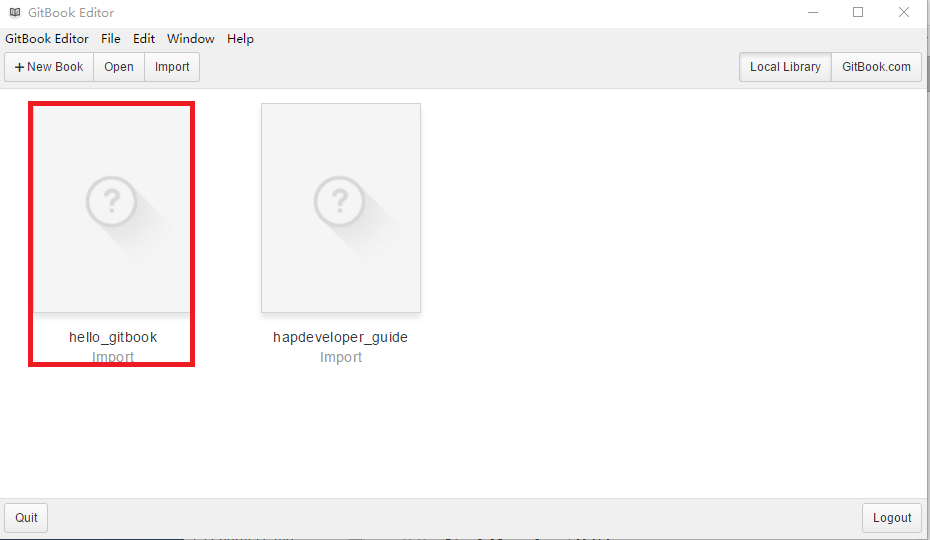 GitBook Editor
GitBook Editor File Edit Window Help
+ New Book Open Import Local Library GitBook.com
? ?
hello_gitbook hapdeveloper_guide
Import Import
Quit Logout